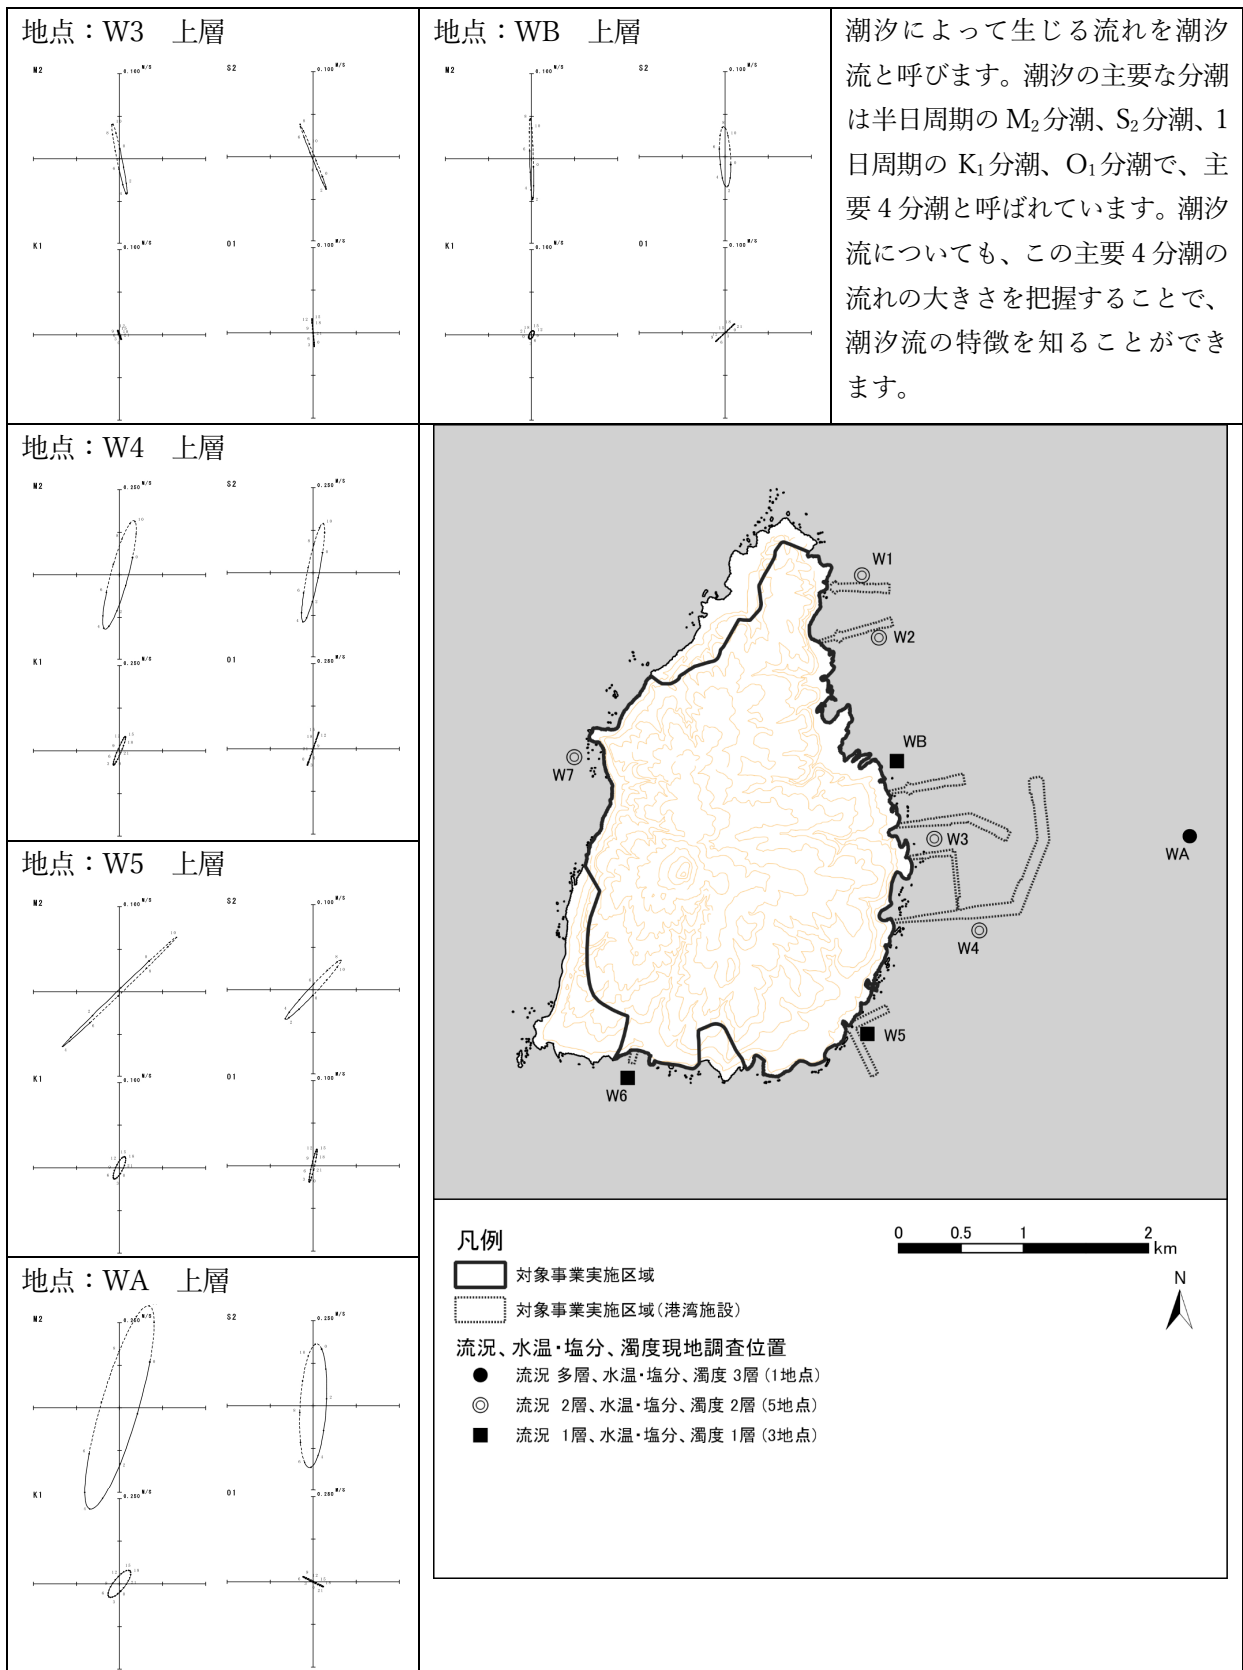 地点：W3　上層
M2
0.100 M/S
S2
0.100 M/S
K1
0.100 M/S
O1
0.100 M/S
地点：WB　上層
M2
0.100 M/S
S2
0.100 M/S
K1
0.100 M/S
O1
0.100 M/S
潮汐によって生じる流れを潮汐
流と呼びます。潮汐の主要な分潮
は半日周期の M₂分潮、S₂分潮、1
日周期の K₁分潮、O₁分潮で、主
要 4 分潮と呼ばれています。潮汐
流についても、この主要 4 分潮の
流れの大きさを把握することで、
潮汐流の特徴を知ることができ
ます。
地点：W4　上層
M2
0.250 M/S
S2
0.250 M/S
K1
0.250 M/S
O1
0.250 M/S
地点：W5　上層
M2
0.100 M/S
S2
0.100 M/S
K1
0.100 M/S
O1
0.100 M/S
地点：WA　上層
M2
0.250 M/S
S2
0.250 M/S
K1
0.250 M/S
O1
0.250 M/S
W1
W2
WB
W7
W3
WA
W4
W5
W6
凡例
対象事業実施区域
対象事業実施区域(港湾施設)
流況、水温・塩分、濁度現地調査位置
流況 多層、水温・塩分、濁度 3層 (1地点)
流況 2層、水温・塩分、濁度 2層 (5地点)
流況 1層、水温・塩分、濁度 1層 (3地点)
0 0.5 1 2
km
N